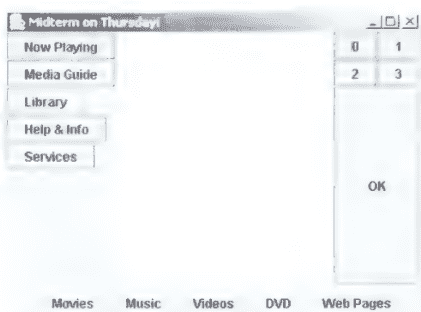 Midterm on Thursday!
Now Playing
Media Guide
Library
Help & Info
Services
0 1
2 3
OK
Movies Music Videos DVD Web Pages